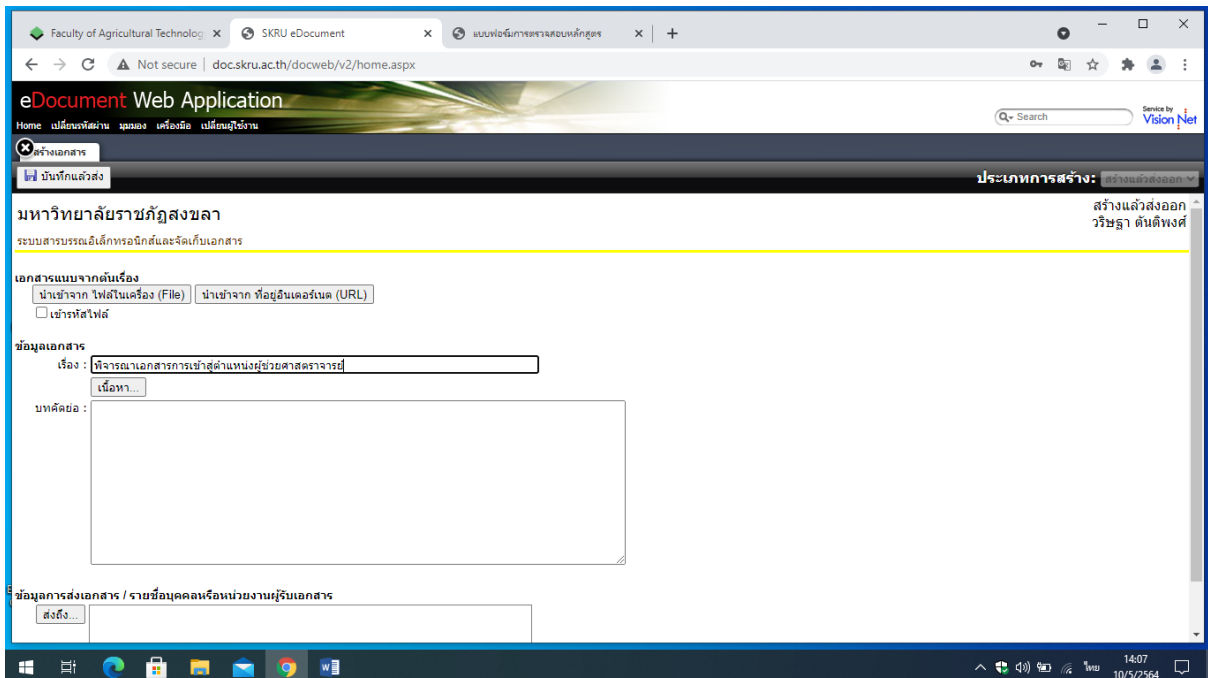 Faculty of Agricultural Technolog
SKRU eDocument
แบบฟอร์มการตรวจสอบหลักสูตร
Not secure | doc.skru.ac.th/docweb/v2/home.aspx
eDocument Web Application
Home เปลี่ยนรหัสผ่าน มุมมอง เครื่องมือ เปลี่ยนผู้ใช้งาน
Search
Service by
Vision Net
สร้างเอกสาร
บันทึกแล้วส่ง
ประเภทการสร้าง: สร้างแล้วส่งออก
มหาวิทยาลัยราชภัฏสงขลา
สร้างแล้วส่งออก
วริษฐา ตันติพงศ์
ระบบสารบรรณอิเล็กทรอนิกส์และจัดเก็บเอกสาร
เอกสารแนบจากต้นเรื่อง
นำเข้าจาก ไฟล์ในเครื่อง (File) นำเข้าจาก ที่อยู่อินเตอร์เนต (URL)
เข้ารหัสไฟล์
ข้อมูลเอกสาร
เรื่อง : พิจารณาเอกสารการเข้าสู่ตำแหน่งผู้ช่วยศาสตราจารย์
เนื้อหา...
บทคัดย่อ :
ข้อมูลการส่งเอกสาร / รายชื่อบุคคลหรือหน่วยงานผู้รับเอกสาร
ส่งถึง...
ไทย
14:07
10/5/2564